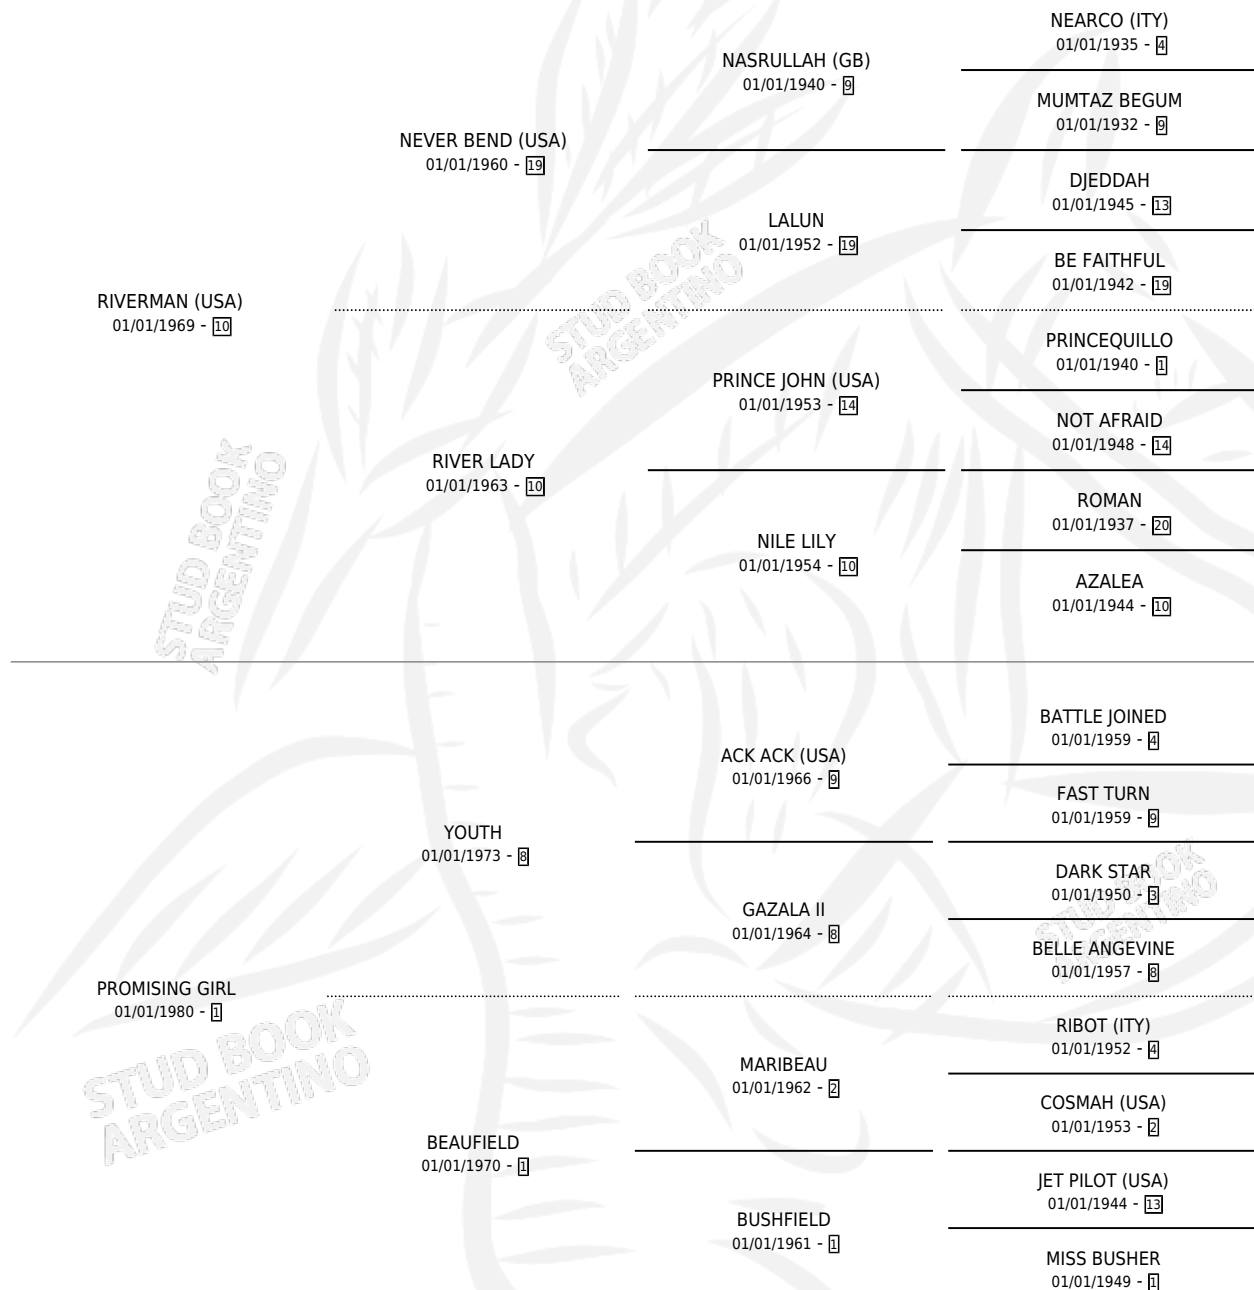 NEARCO (ITY)
01/01/1935 - 4
NASRULLAH (GB)
01/01/1940 - 9
MUMTAZ BEGUM
01/01/1932 - 9
NEVER BEND (USA)
01/01/1960 - 19
DJEDDAH
01/01/1945 - 13
LALUN
01/01/1952 - 19
BE FAITHFUL
01/01/1942 - 19
RIVERMAN (USA)
01/01/1969 - 10
STUD BOOK
ARGENTINO
PRINCEQUILLO
01/01/1940 - 1
PRINCE JOHN (USA)
01/01/1953 - 14
NOT AFRAID
01/01/1948 - 14
RIVER LADY
01/01/1963 - 10
ROMAN
01/01/1937 - 20
NILE LILY
01/01/1954 - 10
AZALEA
01/01/1944 - 10
STUD BOOK
ARGENTINO
BATTLE JOINED
01/01/1959 - 4
ACK ACK (USA)
01/01/1966 - 9
FAST TURN
01/01/1959 - 9
YOUTH
01/01/1973 - 8
DARK STAR
01/01/1950 - 3
GAZALA II
01/01/1964 - 8
BELLE ANGEVINE
01/01/1957 - 8
STUD BOOK
ARGENTINO
PROMISING GIRL
01/01/1980 - 1
RIBOT (ITY)
01/01/1952 - 4
MARIBEAU
01/01/1962 - 2
COSMAH (USA)
01/01/1953 - 2
STUD BOOK
ARGENTINO
BEAUFIELD
01/01/1970 - 1
JET PILOT (USA)
01/01/1944 - 13
BUSHFIELD
01/01/1961 - 1
MISS BUSHER
01/01/1949 - 1